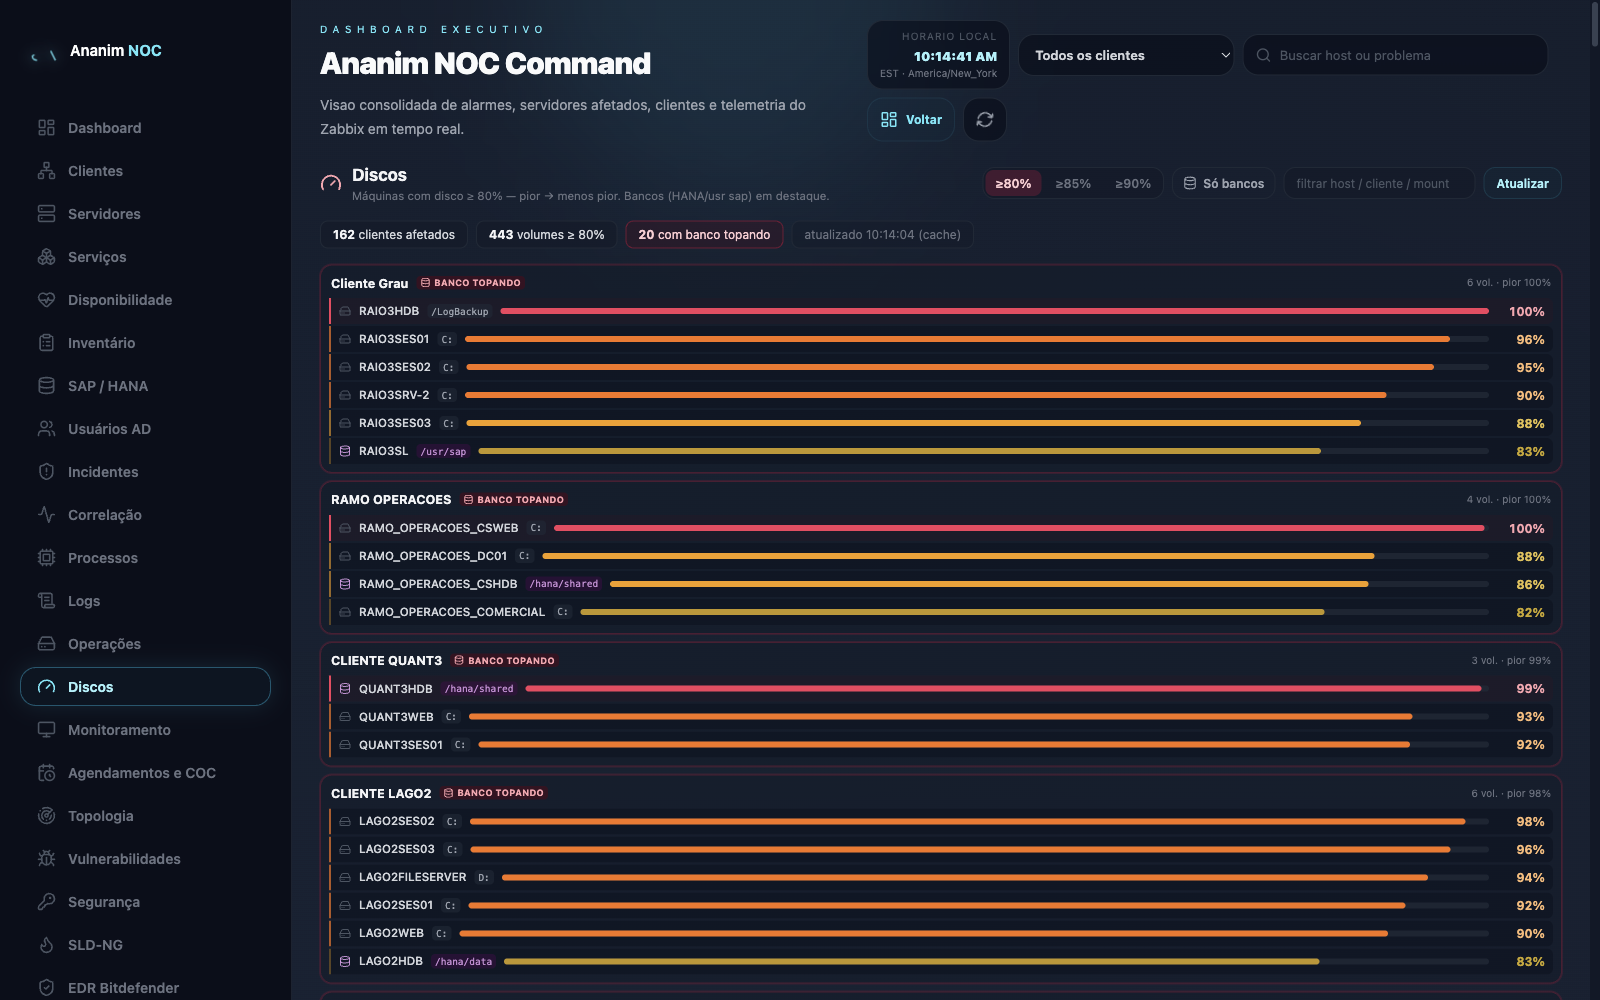 Ananim NOC
Dashboard
Clientes
Servidores
Serviços
Disponibilidade
Inventário
SAP / HANA
Usuários AD
Incidentes
Correlação
Processos
Logs
Operações
Discos
Monitoramento
Agendamentos e COC
Topologia
Vulnerabilidades
Segurança
SLD-NG
EDR Bitdefender
DASHBOARD EXECUTIVO
Ananim NOC Command
Visao consolidada de alarmes, servidores afetados, clientes e telemetria do
Zabbix em tempo real.
HORARIO LOCAL
10:14:41 AM
EST · America/New_York
Todos os clientes
Buscar host ou problema
Voltar
Discos
Máquinas com disco ≥ 80% — pior → menos pior. Bancos (HANA/usr sap) em destaque.
≥80% ≥85% ≥90%
Só bancos
filtrar host / cliente / mount
Atualizar
162 clientes afetados
443 volumes ≥ 80%
20 com banco topando
atualizado 10:14:04 (cache)
Cliente Grau BANCO TOPANDO 6 vol. · pior 100%
RAIO3HDB /LogBackup 100%
RAIO3SES01 C: 96%
RAIO3SES02 C: 95%
RAIO3SRV-2 C: 90%
RAIO3SES03 C: 88%
RAIO3SL /usr/sap 83%
RAMO OPERACOES BANCO TOPANDO 4 vol. · pior 100%
RAMO_OPERACOES_CSWEB C: 100%
RAMO_OPERACOES_DC01 C: 88%
RAMO_OPERACOES_CSHDB /hana/shared 86%
RAMO_OPERACOES_COMERCIAL C: 82%
CLIENTE QUANT3 BANCO TOPANDO 3 vol. · pior 99%
QUANT3HDB /hana/shared 99%
QUANT3WEB C: 93%
QUANT3SES01 C: 92%
CLIENTE LAGO2 BANCO TOPANDO 6 vol. · pior 98%
LAGO2SES02 C: 98%
LAGO2SES03 C: 96%
LAGO2FILESERVER D: 94%
LAGO2SES01 C: 92%
LAGO2WEB C: 90%
LAGO2HDB /hana/data 83%